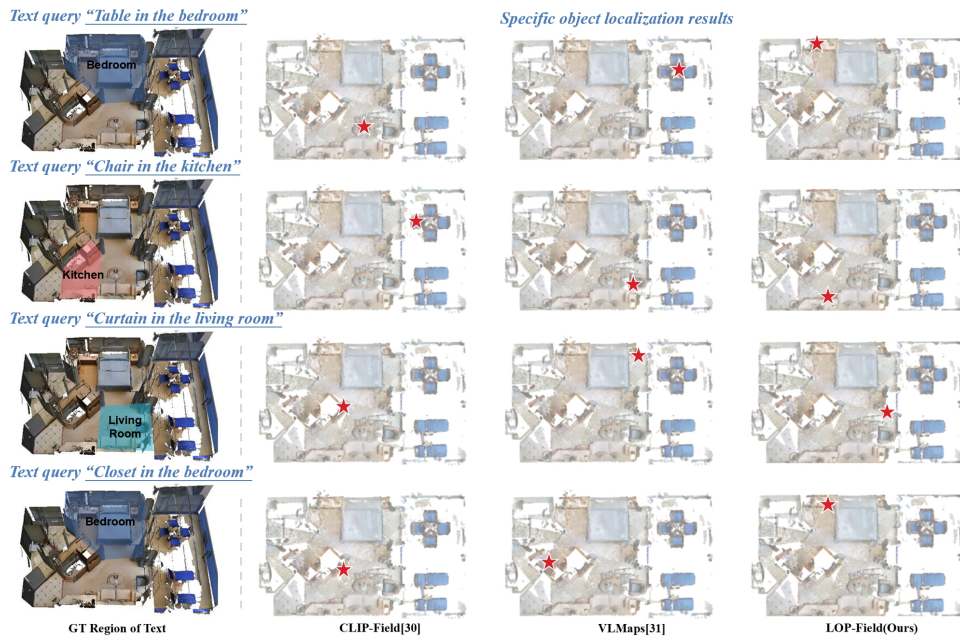 Text query “Table in the bedroom”
Specific object localization results
Bedroom
Text query “Chair in the kitchen”
Kitchen
Text query “Curtain in the living room”
Living
Room
Text query “Closet in the bedroom”
Bedroom
GT Region of Text
CLIP-Field[30]
VLMaps[31]
LOP-Field(Ours)